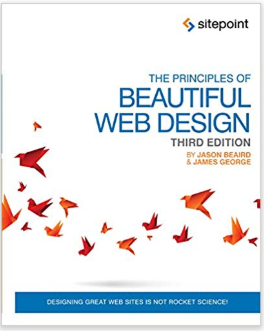 sitepoint
THE PRINCIPLES OF
BEAUTIFUL
WEB DESIGN
THIRD EDITION
BY JASON BEAIRD
& JAMES GEORGE
DESIGNING GREAT WEB SITES IS NOT ROCKET SCIENCE!